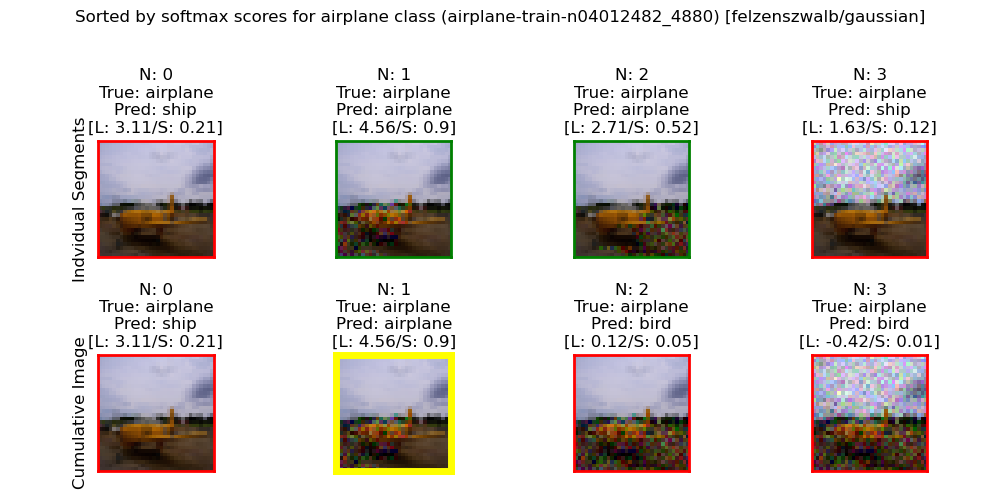 Sorted by softmax scores for airplane class (airplane-train-n04012482_4880) [felzenszwalb/gaussian]
Indvidual Segments
N: 0
True: airplane
Pred: ship
[L: 3.11/S: 0.21]
N: 1
True: airplane
Pred: airplane
[L: 4.56/S: 0.9]
N: 2
True: airplane
Pred: airplane
[L: 2.71/S: 0.52]
N: 3
True: airplane
Pred: ship
[L: 1.63/S: 0.12]
Cumulative Image
N: 0
True: airplane
Pred: ship
[L: 3.11/S: 0.21]
N: 1
True: airplane
Pred: airplane
[L: 4.56/S: 0.9]
N: 2
True: airplane
Pred: bird
[L: 0.12/S: 0.05]
N: 3
True: airplane
Pred: bird
[L: -0.42/S: 0.01]